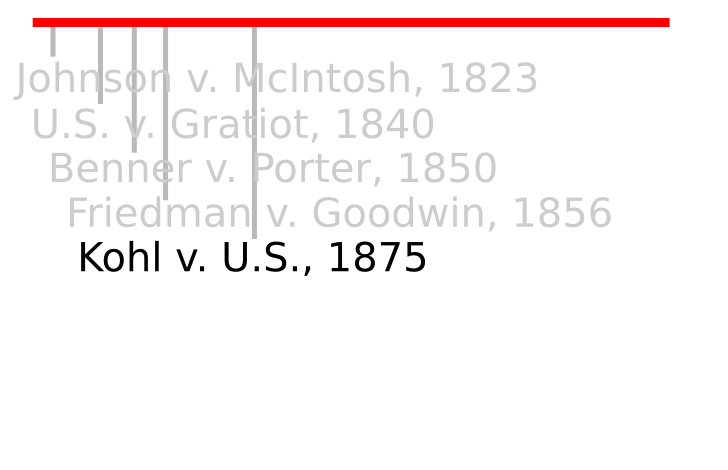 Johnson v. McIntosh, 1823
U.S. v. Gratiot, 1840
Benner v. Porter, 1850
Friedman v. Goodwin, 1856
Kohl v. U.S., 1875